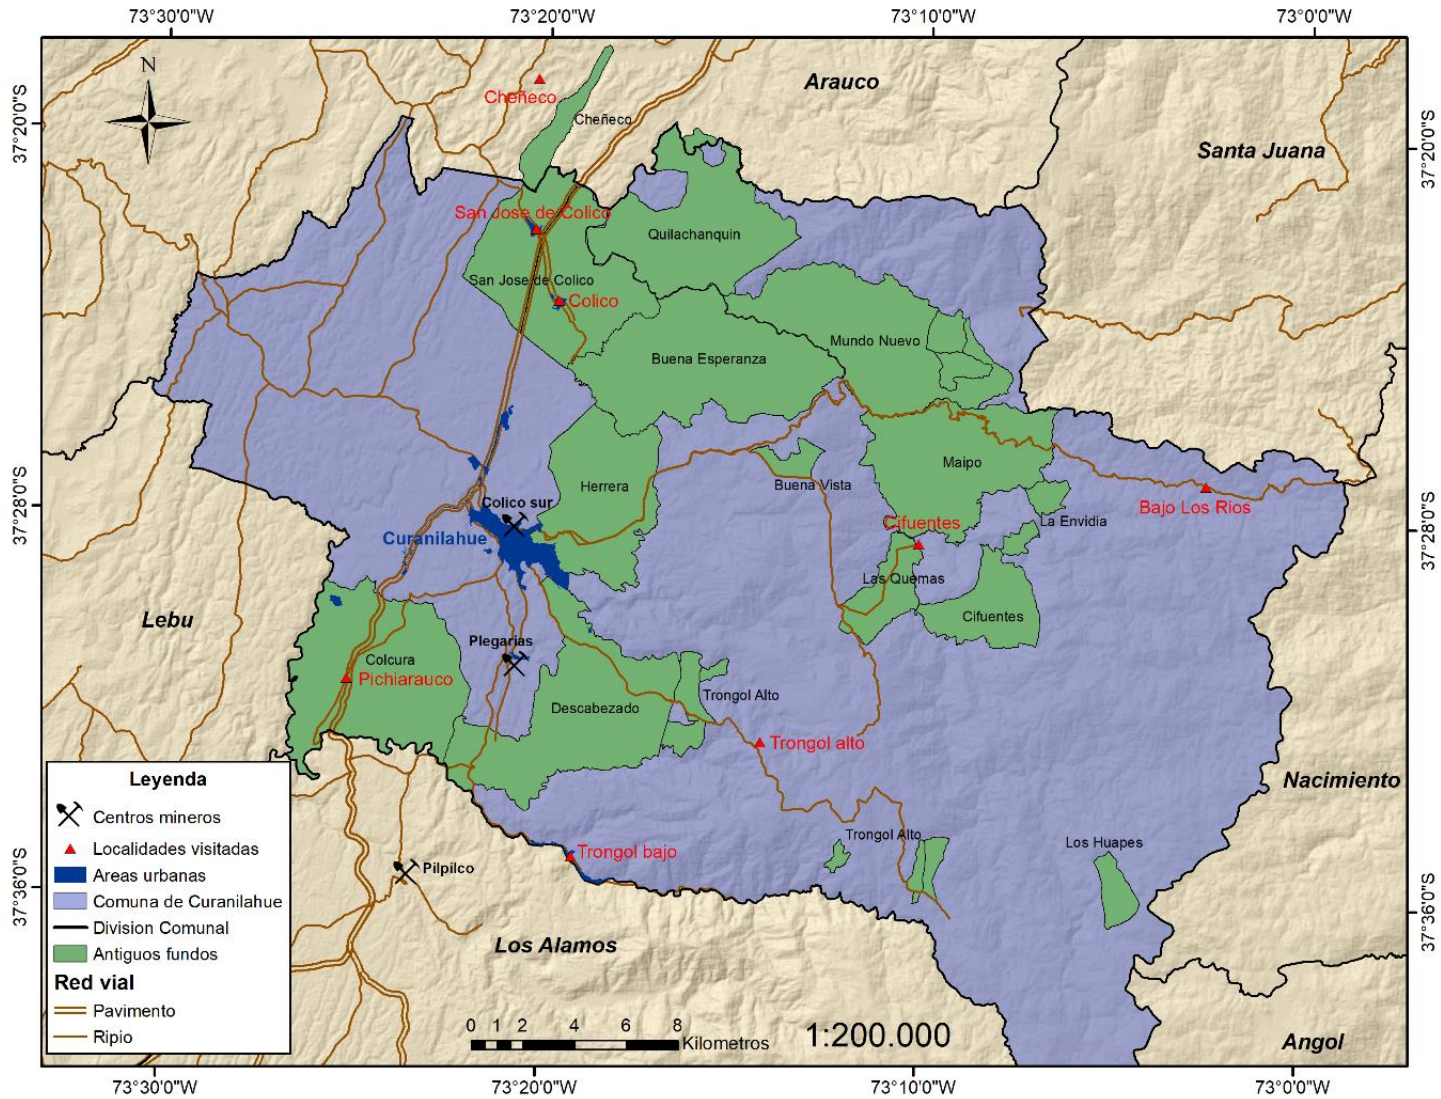 73°30'0"W
73°20'0"W
73°10'0"W
73°0'0"W
N
Cheñeco
Cheñeco
Arauco
37°20'0"S
37°20'0"S
Santa Juana
San Jose de Colico
Quilachanquin
San Jose de Colico
Colico
Mundo Nuevo
Buena Esperanza
Maipo
Herrera
Buena Vista
Colico sur
Bajo Los Rios
La Envidia
Cifuentes
37°28'0"S
37°28'0"S
Curanilahue
Las Quemas
Lebu
Cifuentes
Plegarias
Colcura
Pichiarauco
Trongol Alto
Descabezado
Trongol alto
Nacimiento
Trongol Alto
Los Huapes
Trongol bajo
Pilpilco
37°36'0"S
37°36'0"S
Los Alamos
Angol
Leyenda
Centros mineros
Localidades visitadas
Areas urbanas
Comuna de Curanilahue
Division Comunal
Antiguos fundos
Red vial
Pavimento
Ripio
0 1 2 4 6 8
Kilometros
1:200.000
73°30'0"W
73°20'0"W
73°10'0"W
73°0'0"W